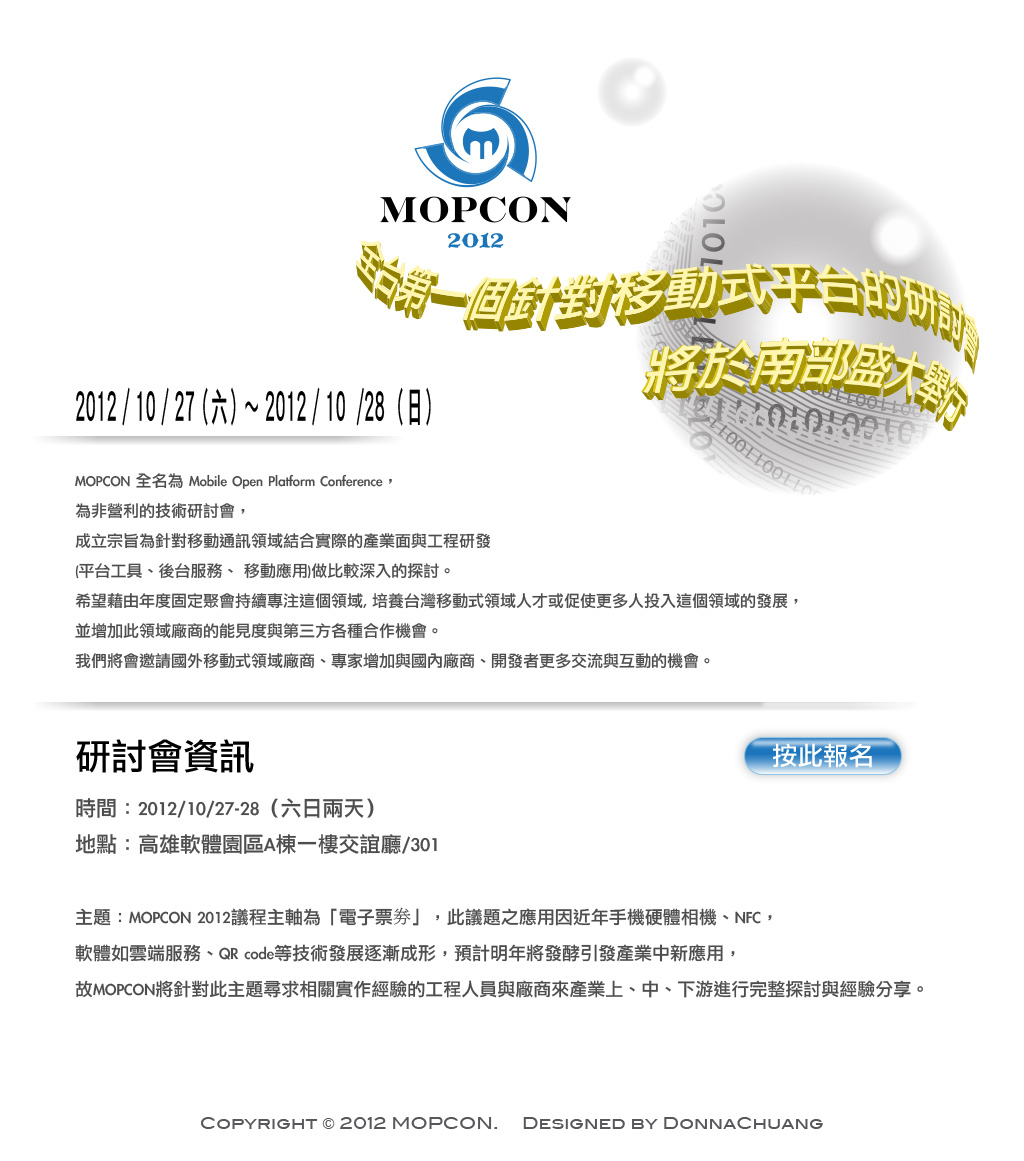 MOPCON
2012
全台第一個針對移動式平台的研討會
將於南部盛大舉行
2012 / 10 / 27 (六) ~ 2012 / 10 /28 (日)
MOPCON 全名為 Mobile Open Platform Conference，
為非營利的技術研討會，
成立宗旨為針對移動通訊領域結合實際的產業面與工程研發
(平台工具、後台服務、 移動應用)做比較深入的探討。
希望藉由年度固定聚會持續專注這個領域, 培養台灣移動式領域人才或促使更多人投入這個領域的發展，
並增加此領域廠商的能見度與第三方各種合作機會。
我們將會邀請國外移動式領域廠商、專家增加與國內廠商、開發者更多交流與互動的機會。
研討會資訊
按此報名
時間：2012/10/27-28（六日兩天）
地點：高雄軟體園區A棟一樓交誼廳/301
主題：MOPCON 2012議程主軸為「電子票券」，此議題之應用因近年手機硬體相機、NFC，
軟體如雲端服務、QR code等技術發展逐漸成形，預計明年將發酵引發產業中新應用，
故MOPCON將針對此主題尋求相關實作經驗的工程人員與廠商來產業上、中、下游進行完整探討與經驗分享。
Copyright © 2012 MOPCON. Designed by DonnaChuang